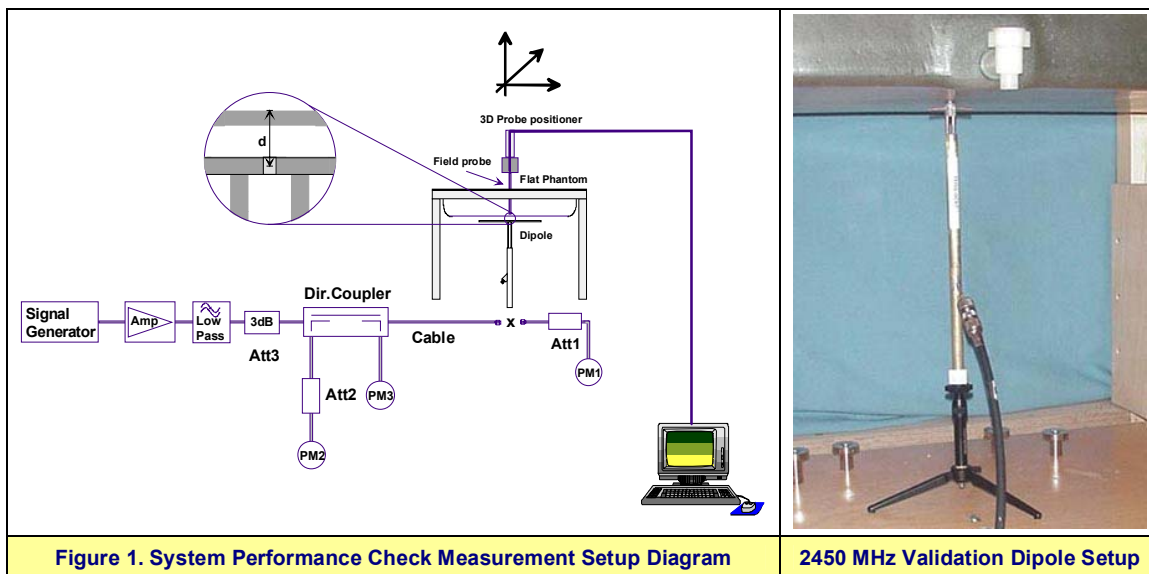 d
3D Probe positioner
Field probe
Flat Phantom
Dipole
Signal
Generator
Amp
Low
Pass
3dB
Att3
Dir.Coupler
Cable
x
Att1
PM1
Att2
PM3
PM2
Figure 1. System Performance Check Measurement Setup Diagram
2450 MHz Validation Dipole Setup